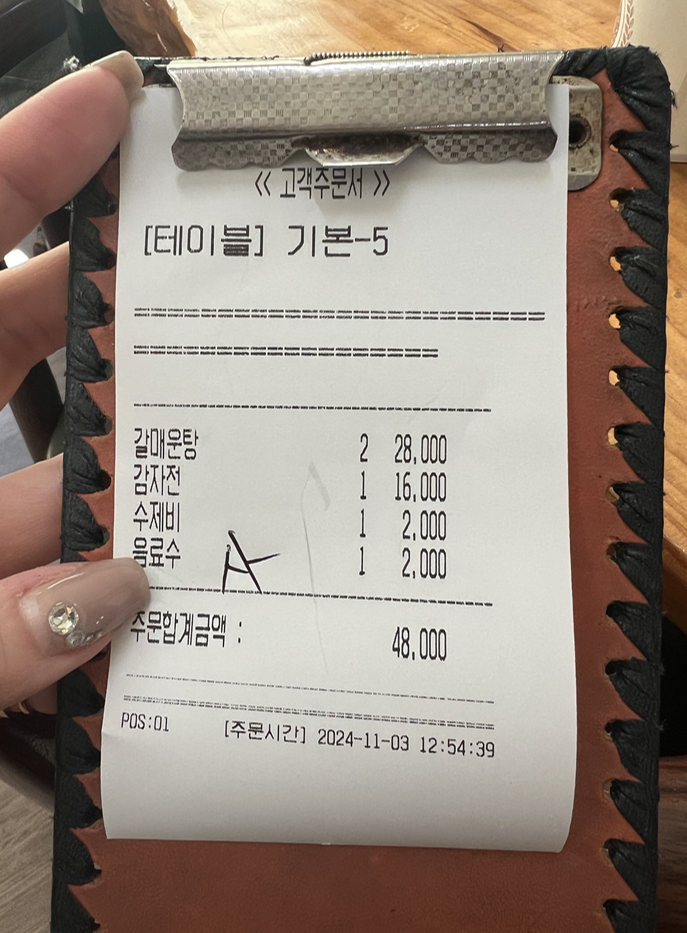 《 고객주문서 》
[테이블] 기본-5
갈매운탕 2 28,000
감자전 1 16,000
수제비 1 2,000
음료수 1 2,000
A
주문합계금액 : 48,000
POS:01 [주문시간] 2024-11-03 12:54:39